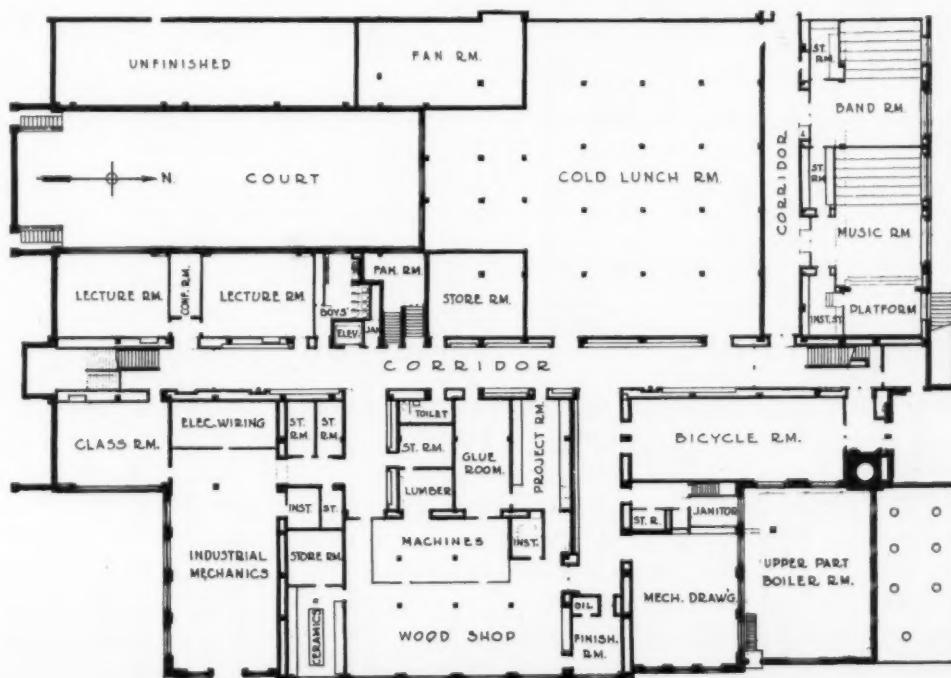 UNFINISHED
FAN RM.
ST. RM.
BAND RM.
N.
COURT
COLD LUNCH RM.
CORRIDOR
ST. RM.
MUSIC RM.
LECTURE RM.
CONF. R.M.
LECTURE RM.
BOYS'
ELEV.
JAN.
FAN. RM.
STORE RM.
INST. ST.
PLATFORM
CORRIDOR
CLASS RM.
ELEC. WIRING
ST. RM.
ST. RM.
TOILET
ST. RM.
LUMBER
GLUE ROOM.
PROJECT RM.
BICYCLE RM.
INST.
ST.
MACHINES
INST.
ST. R.
JANITOR
INDUSTRIAL MECHANICS
STORE RM.
CERAMICS
WOOD SHOP
OIL
FINISH. RM.
MECH. DRAW'G.
UPPER PART BOILER RM.